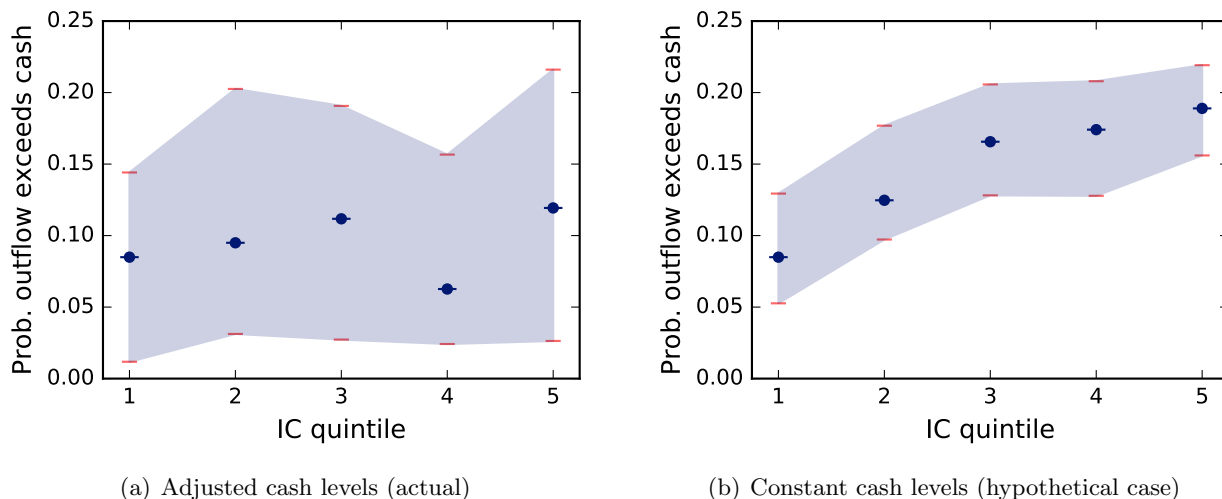 0.25
0.20
0.15
0.10
0.05
0.00
Prob. outflow exceeds cash
1 2 3 4 5
IC quintile
(a) Adjusted cash levels (actual)
0.25
0.20
0.15
0.10
0.05
0.00
Prob. outflow exceeds cash
1 2 3 4 5
IC quintile
(b) Constant cash levels (hypothetical case)